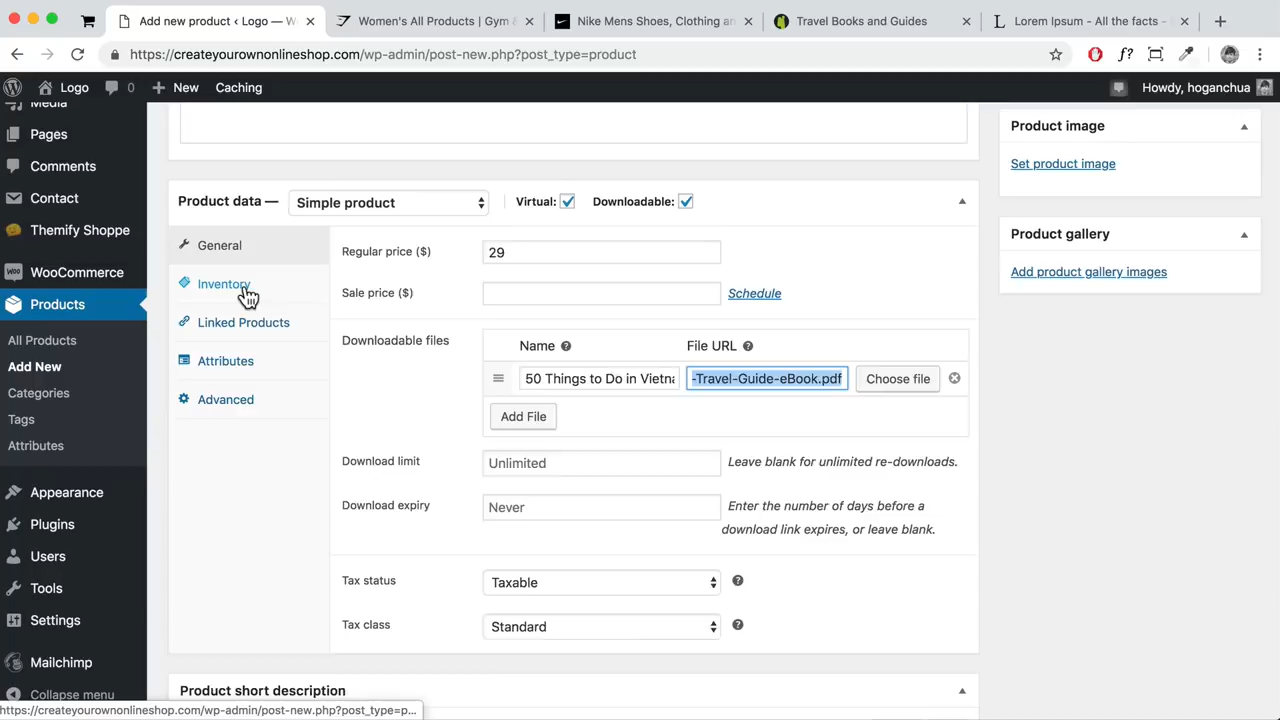 Add new product ‹ Logo — W
Women's All Products | Gym &
Nike Mens Shoes, Clothing an
Travel Books and Guides
Lorem Ipsum - All the facts -
https://createyourownonlineshop.com/wp-admin/post-new.php?post_type=product
f?
Logo
0
New
Caching
Howdy, hoganchua
Media
Pages
Comments
Contact
Themify Shoppe
WooCommerce
Products
All Products
Add New
Categories
Tags
Attributes
Appearance
Plugins
Users
Tools
Settings
Mailchimp
Collapse menu
Product data —
Simple product
Virtual:
Downloadable:
General
Inventory
Linked Products
Attributes
Advanced
Regular price ($)
29
Sale price ($)
Schedule
Downloadable files
Name
File URL
50 Things to Do in Vietna
-Travel-Guide-eBook.pdf
Choose file
Add File
Download limit
Unlimited
Leave blank for unlimited re-downloads.
Download expiry
Never
Enter the number of days before a
download link expires, or leave blank.
Tax status
Taxable
Tax class
Standard
Product short description
Product image
Set product image
Product gallery
Add product gallery images
https://createyourownonlineshop.com/wp-admin/post-new.php?post_type=p...